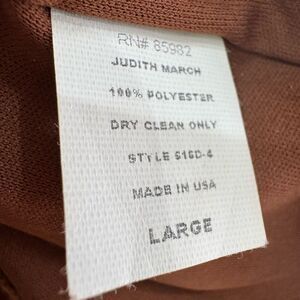 RN# 85982
JUDITH MARCH
100% POLYESTER
DRY CLEAN ONLY
STYLE 616D-4
MADE IN USA
LARGE